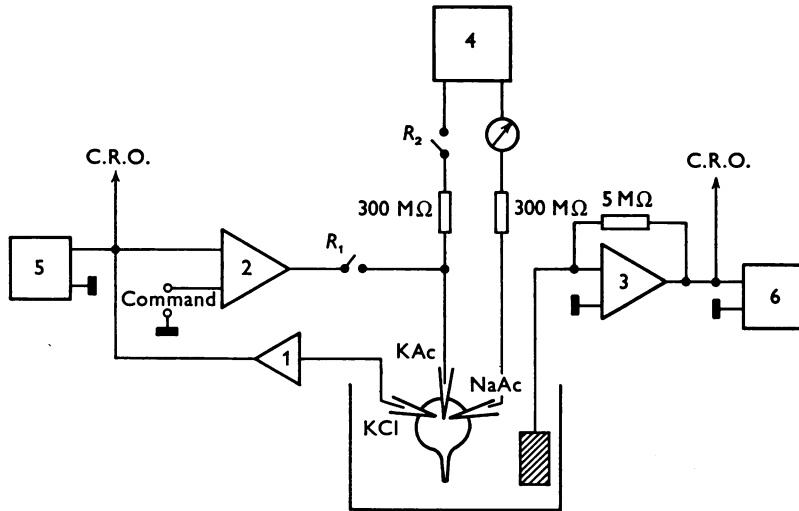 4
R₂
C.R.O.
C.R.O.
5 MΩ
300 MΩ
300 MΩ
5
2
R₁
3
6
Command
1
KAc
NaAc
KCl